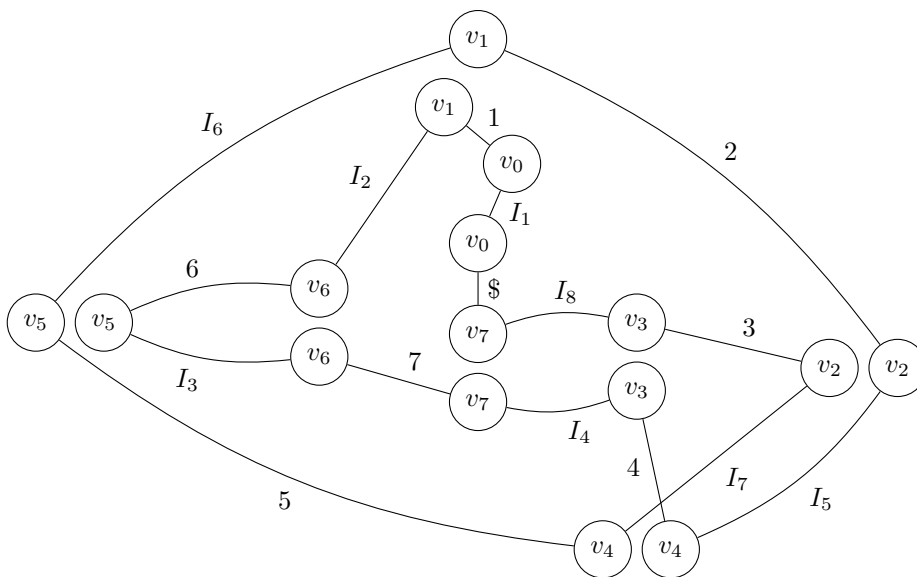 v₁
I₆
2
v₁
1
v₀
I₂
I₁
v₀
6
v₆
$
I₈
v₅
v₅
v₇
v₃
3
I₃
v₆
7
v₂
v₂
v₇
v₃
I₄
4
I₇
I₅
5
v₄
v₄